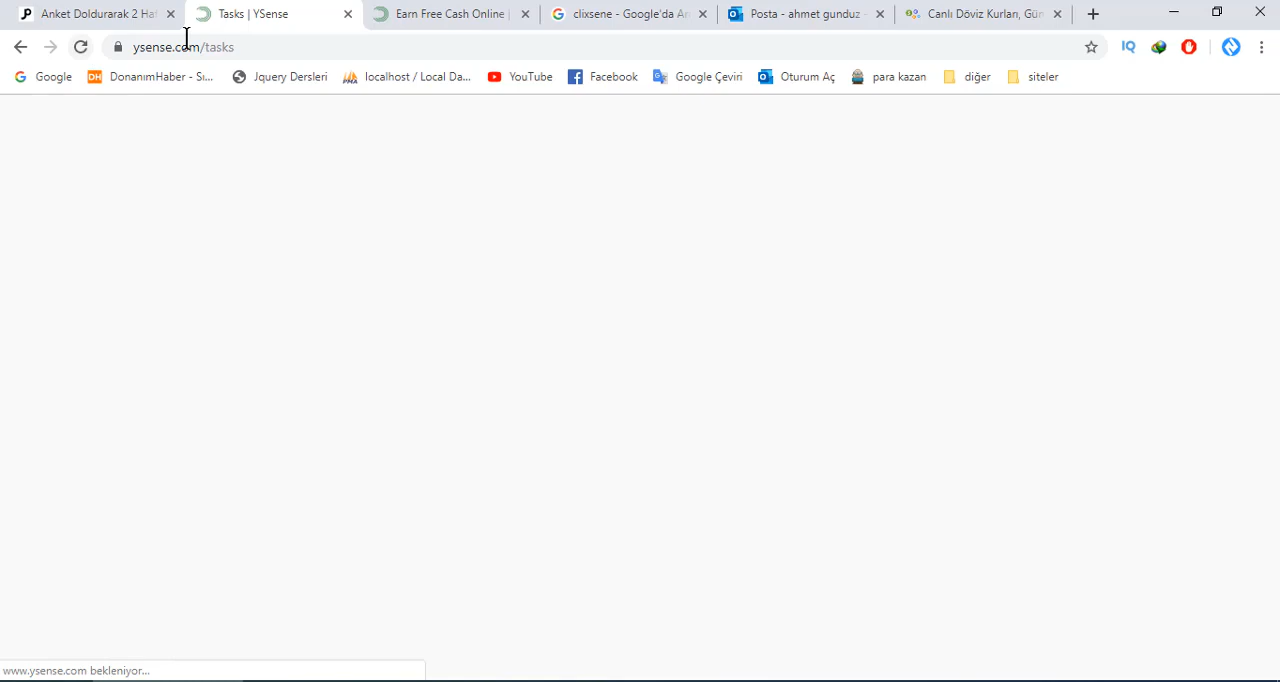 Anket Doldurarak 2 Ha
Tasks | YSense
Earn Free Cash Online |
clixsene - Google'da Ar
Posta - ahmet gunduz -
Canlı Döviz Kurları, Gün
ysense.com/tasks
IQ
G Google
DH DonanımHaber - Sı...
Jquery Dersleri
PMA localhost / Local Da...
YouTube
Facebook
Google Çeviri
Oturum Aç
para kazan
diğer
siteler
www.ysense.com bekleniyor...